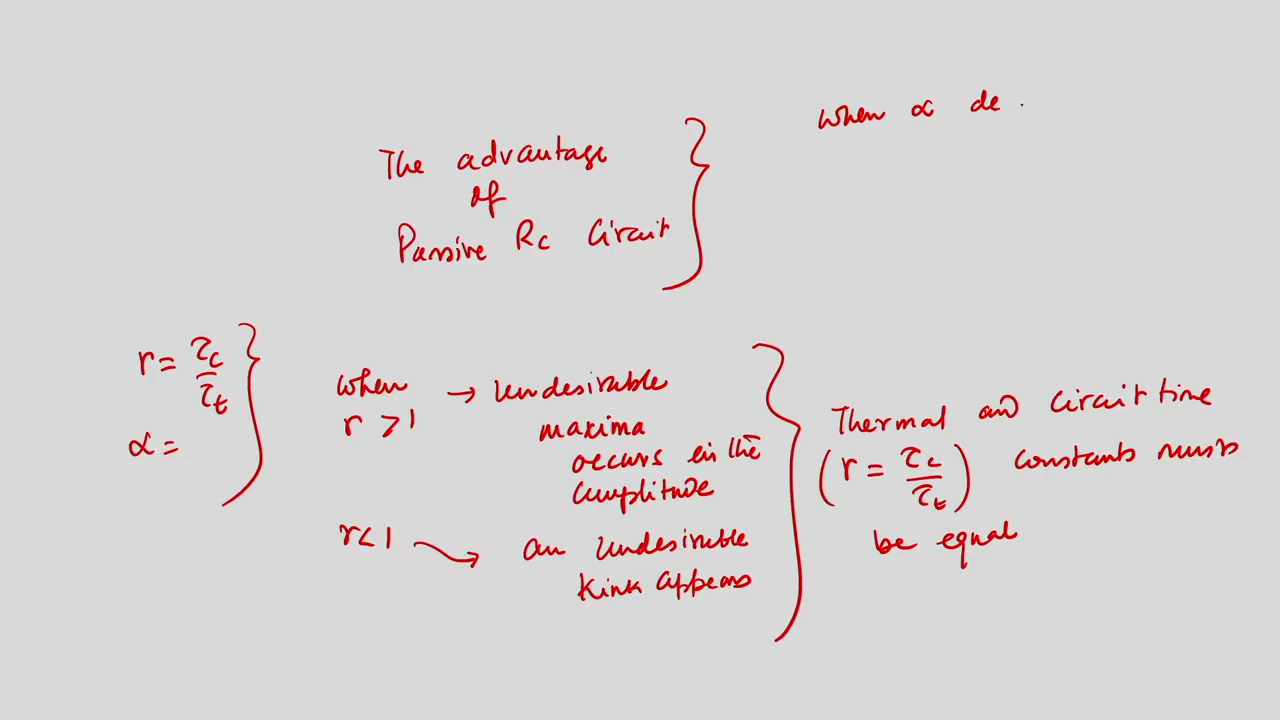 when α de.
The advantage
of
Passive Rc Circuit
r = τc/τt
α =
when → undesirable
r > 1
maxima
occurs in the
amplitude
r < 1 → an undesirable
kink appears
Thermal and circuit time
(r = τc/τt) constants must
be equal